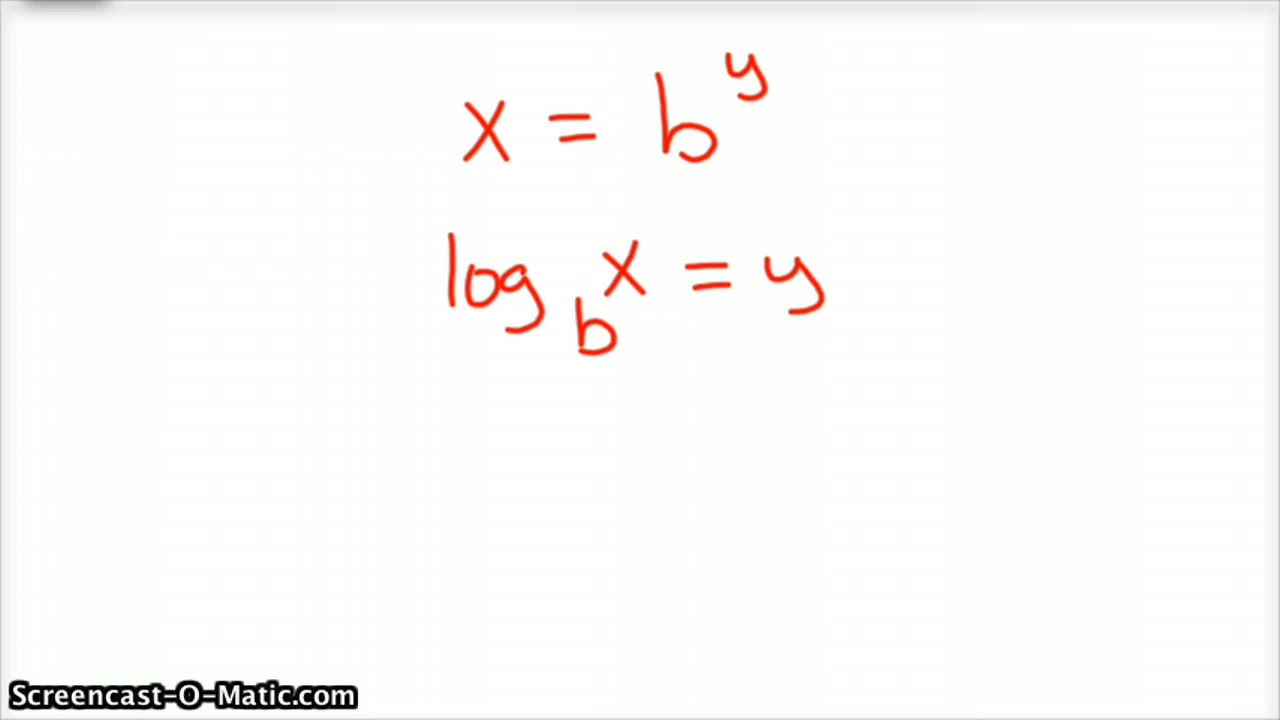 x = b^y
log_b x = y
Screencast-O-Matic.com